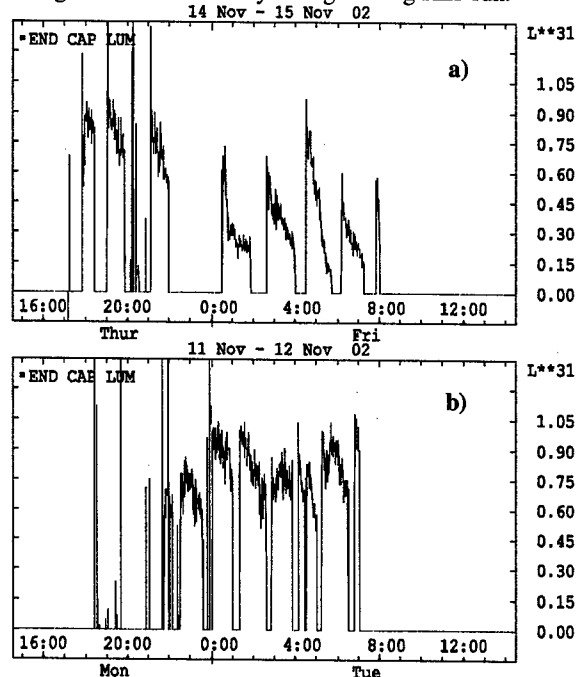 14 Nov - 15 Nov 02
L**31
▪END CAP LUM
a)
1.05
0.90
0.75
0.60
0.45
0.30
0.15
0.00
16:00 20:00 0:00 4:00 8:00 12:00
Thur Fri
11 Nov - 12 Nov 02
L**31
▪END CAP LUM
b)
1.05
0.90
0.75
0.60
0.45
0.30
0.15
0.00
16:00 20:00 0:00 4:00 8:00 12:00
Mon Tue